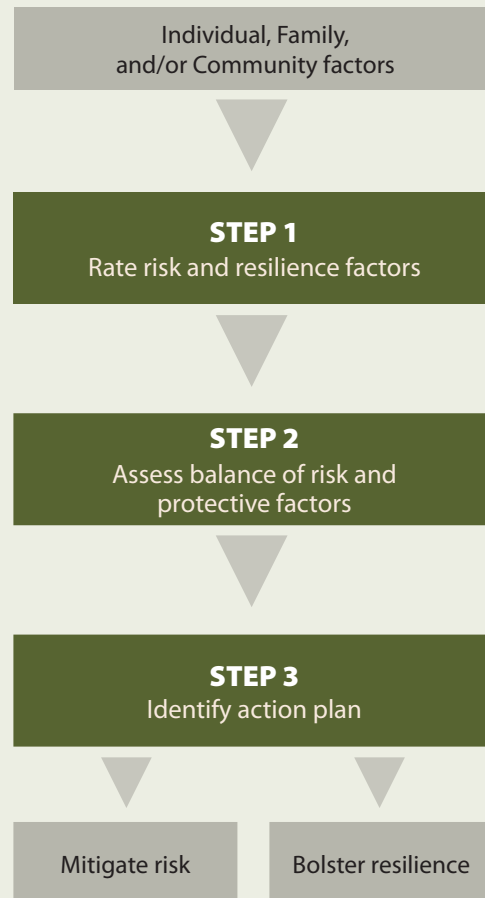 Individual, Family,
and/or Community factors
STEP 1
Rate risk and resilience factors
STEP 2
Assess balance of risk and
protective factors
STEP 3
Identify action plan
Mitigate risk
Bolster resilience